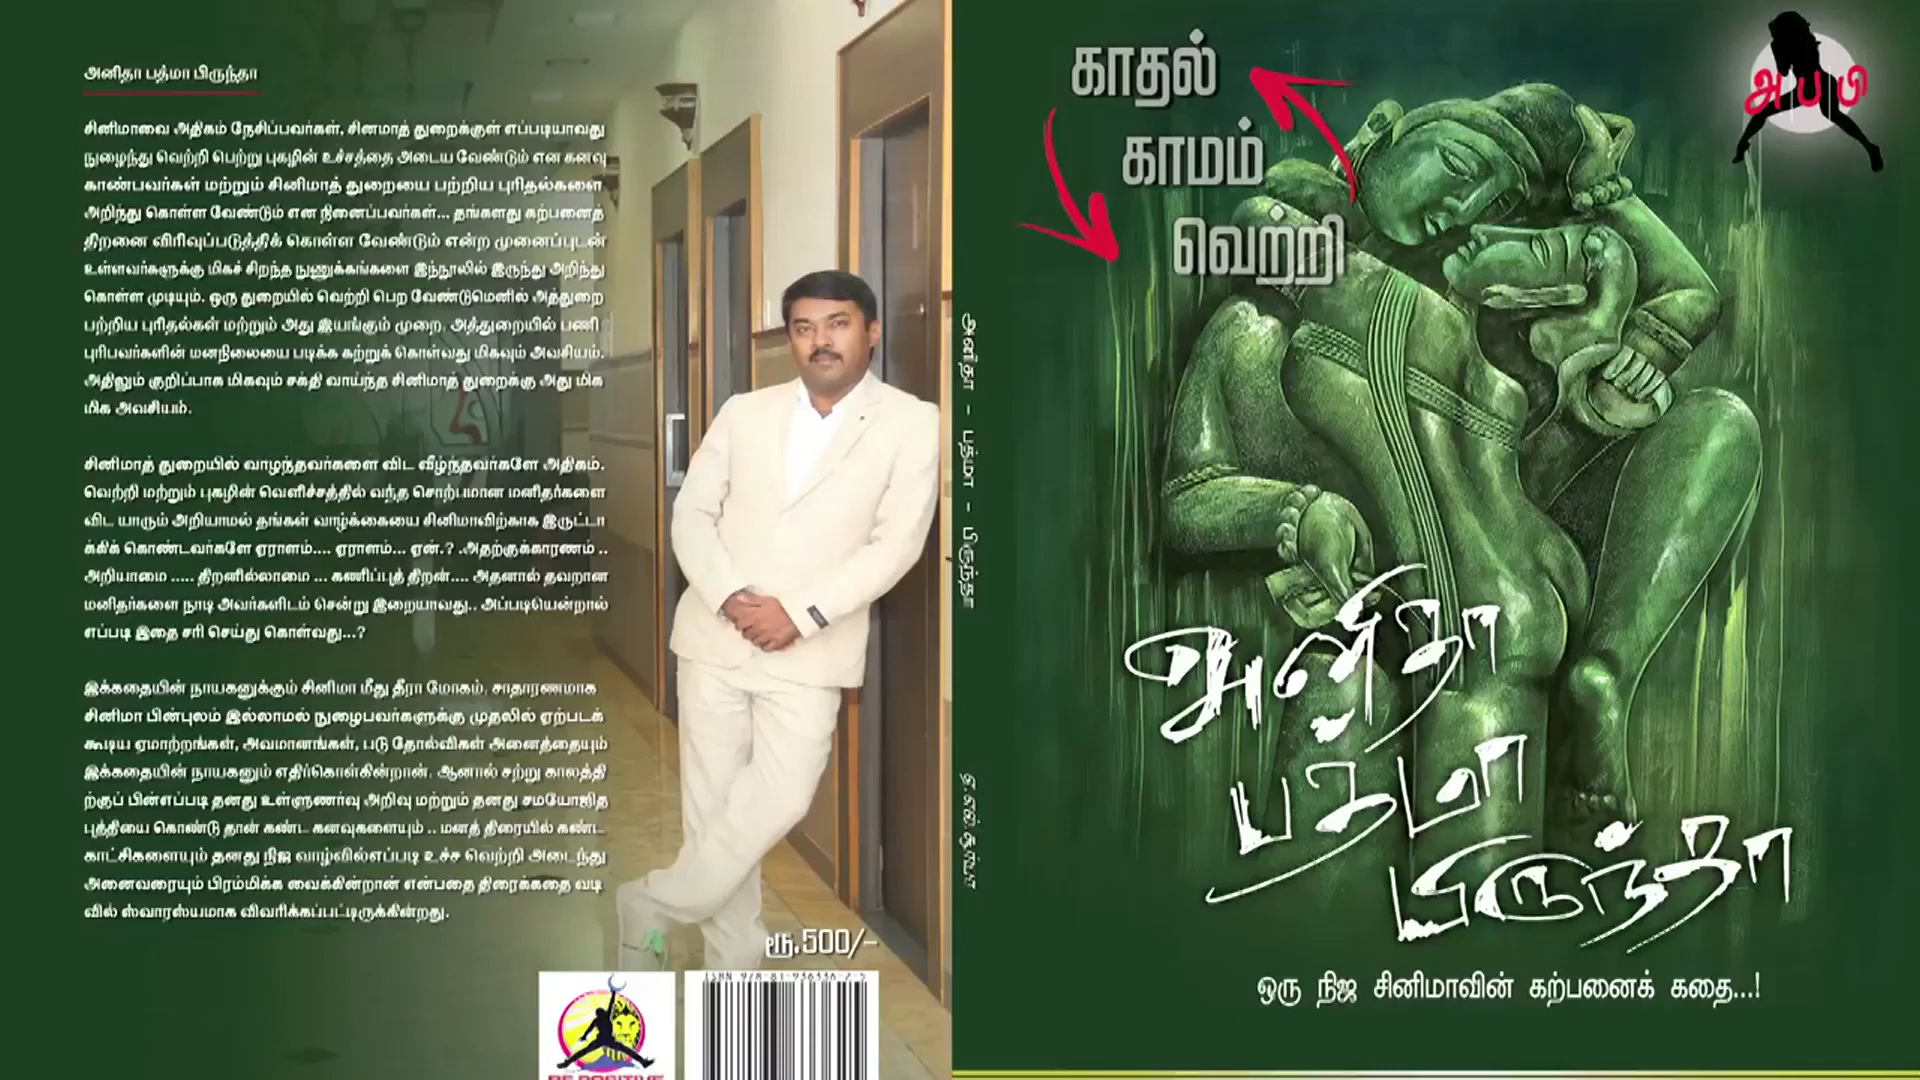 அனிதா பத்மா பிருந்தா
சினிமாவை அதிகம் நேசிப்பவர்கள், சினமாத் துறைக்குள் எப்படியாவது
நுழைந்து வெற்றி பெற்று புகழின் உச்சத்தை அடைய வேண்டும் என கனவு
காண்பவர்கள் மற்றும் சினிமாத் துறையை பற்றிய புரிதல்களை
அறிந்து கொள்ள வேண்டும் என நினைப்பவர்கள்... தங்களது கற்பனைத்
திறனை விரிவுப்படுத்திக் கொள்ள வேண்டும் என்ற முனைப்புடன்
உள்ளவர்களுக்கு மிகச் சிறந்த நுணுக்கங்களை இந்நூலில் இருந்து அறிந்து
கொள்ள முடியும். ஒரு துறையில் வெற்றி பெற வேண்டுமெனில் அத்துறை
பற்றிய புரிதல்கள் மற்றும் அது இயங்கும் முறை, அத்துறையில் பணி
புரிபவர்களின் மனநிலையை படிக்க கற்றுக் கொள்வது மிகவும் அவசியம்.
அதிலும் குறிப்பாக மிகவும் சக்தி வாய்ந்த சினிமாத் துறைக்கு அது மிக
மிக அவசியம்.
சினிமாத் துறையில் வாழந்தவர்களை விட வீழ்ந்தவர்களே அதிகம்.
வெற்றி மற்றும் புகழின் வெளிச்சத்தில் வந்த சொற்பமான மனிதர்களை
விட யாரும் அறியாமல் தங்கள் வாழ்க்கையை சினிமாவிற்காக இருட்டா
க்கிக் கொண்டவர்களே ஏராளம்.... ஏராளம்... ஏன்.? .அதற்குக்காரணம் ..
அறியாமை ..... திறனில்லாமை ... கணிப்புத் திறன்.... அதனால் தவறான
மனிதர்களை நாடி அவர்களிடம் சென்று இறையாவது.. அப்படியென்றால்
எப்படி இதை சரி செய்து கொள்வது...?
இக்கதையின் நாயகனுக்கும் சினிமா மீது தீரா மோகம், சாதாரணமாக
சினிமா பின்புலம் இல்லாமல் நுழைபவர்களுக்கு முதலில் ஏற்படக்
கூடிய ஏமாற்றங்கள், அவமானங்கள், படு தோல்விகள் அனைத்தையும்
இக்கதையின் நாயகனும் எதிர்கொள்கின்றான். ஆனால் சற்று காலத்தி
ற்குப் பின்எப்படி தனது உள்ளுணர்வு அறிவு மற்றும் தனது சமயோஜித
புத்தியை கொண்டு தான் கண்ட கனவுகளையும் .. மனத் திரையில் கண்ட
காட்சிகளையும் தனது நிஜ வாழ்வில்எப்படி உச்ச வெற்றி அடைந்து
அனைவரையும் பிரம்மிக்க வைக்கின்றான் என்பதை திரைக்கதை வடி
வில் ஸ்வாரஸ்யமாக விவரிக்கப்பட்டிருக்கின்றது.
ரூ.500/-
ISBN 978-81-936336-2-5
BE POSITIVE
அனிதா - பத்மா - பிருந்தா
காதல்
காமம்
வெற்றி
அ ப பி
அனிதா
பத்மா
பிருந்தா
ஒரு நிஜ சினிமாவின் கற்பனைக் கதை...!